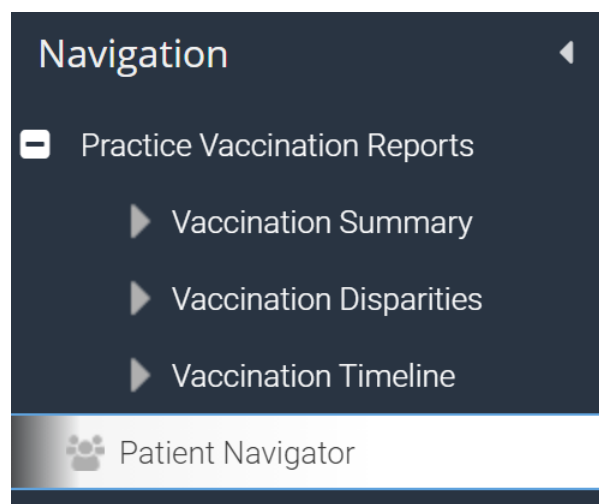 Navigation
Practice Vaccination Reports
Vaccination Summary
Vaccination Disparities
Vaccination Timeline
Patient Navigator